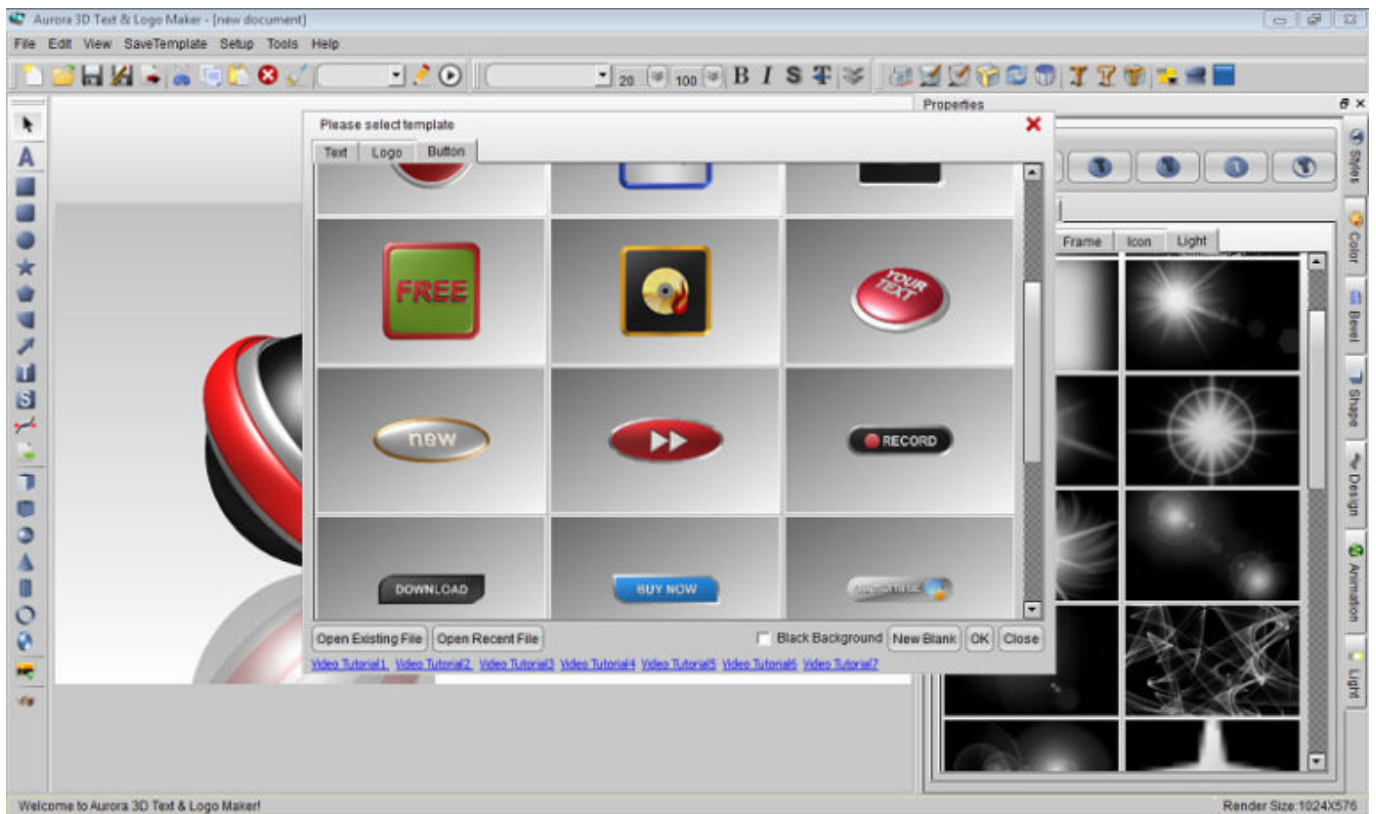 Aurora 3D Text & Logo Maker - [new document]
File Edit View SaveTemplate Setup Tools Help
20 100 B I S T
Properties
Please select template
Text Logo Button
A
Styles
Color
Bevel
Shape
Design
Animation
Light
Frame Icon Light
FREE
YOUR
TEXT
new
RECORD
DOWNLOAD
BUY NOW
Open Existing File Open Recent File Black Background New Blank OK Close
Video Tutorial1. Video Tutorial2. Video Tutorial3 Video Tutorial4 Video Tutorial5 Video Tutorial6 Video Tutorial7
T
S
Welcome to Aurora 3D Text & Logo Maker! Render Size:1024X576